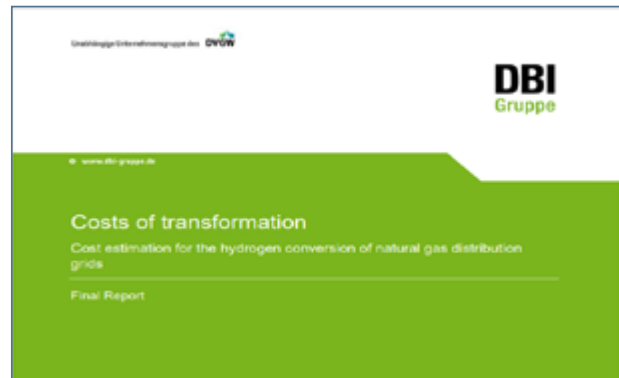 Unabhängige Unternehmensgruppe des DVGW
DBI
Gruppe
www.dbi-gruppe.de
Costs of transformation
Cost estimation for the hydrogen conversion of natural gas distribution
grids
Final Report